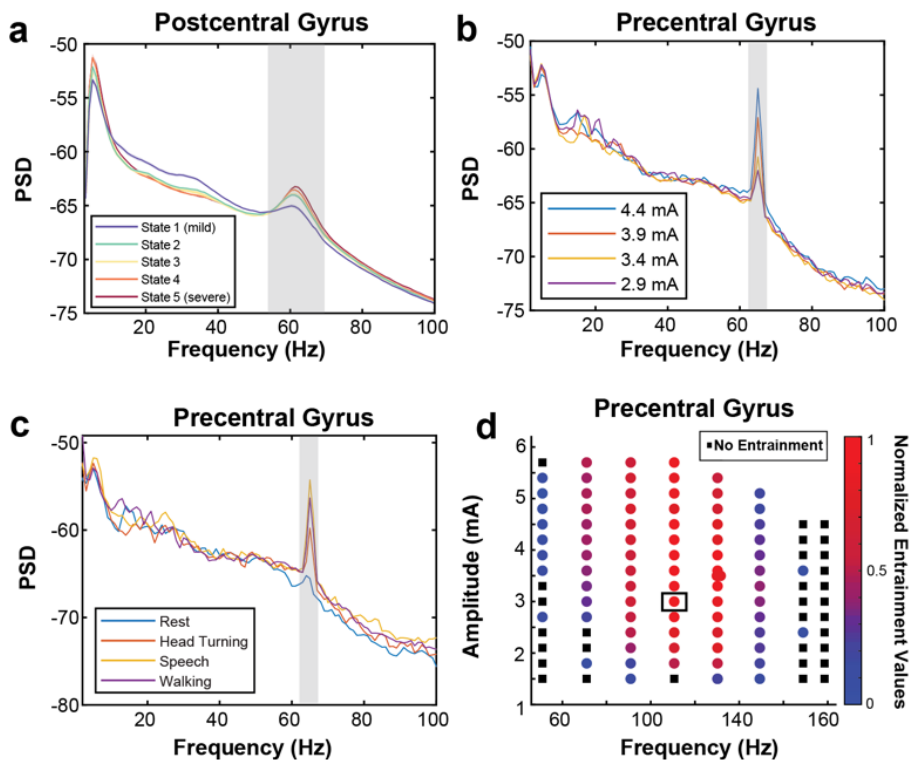 a
Postcentral Gyrus
PSD
-50
-55
-60
-65
-70
-75
State 1 (mild)
State 2
State 3
State 4
State 5 (severe)
20 40 60 80 100
Frequency (Hz)
b
Precentral Gyrus
PSD
-50
-55
-60
-65
-70
-75
4.4 mA
3.9 mA
3.4 mA
2.9 mA
20 40 60 80 100
Frequency (Hz)
c
Precentral Gyrus
PSD
-50
-60
-70
-80
Rest
Head Turning
Speech
Walking
20 40 60 80 100
Frequency (Hz)
d
Precentral Gyrus
No Entrainment
Amplitude (mA)
6
5
4
3
2
1
60 100 140 160
Frequency (Hz)
1
0.5
0
Normalized Entrainment Values